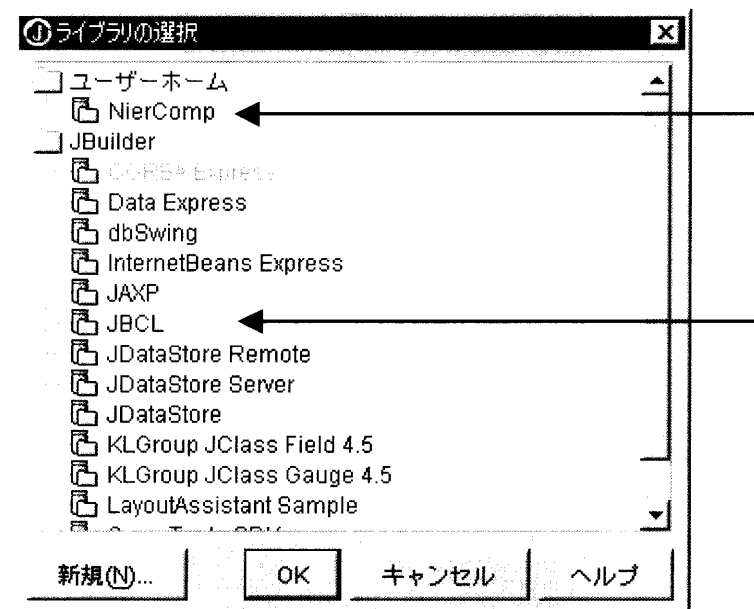 ライブラリの選択
ユーザーホーム
NierComp
JBuilder
Express
Data Express
dbSwing
InternetBeans Express
JAXP
JBCL
JDataStore Remote
JDataStore Server
JDataStore
KLGroup JClass Field 4.5
KLGroup JClass Gauge 4.5
LayoutAssistant Sample
新規(N)...
OK
キャンセル
ヘルプ